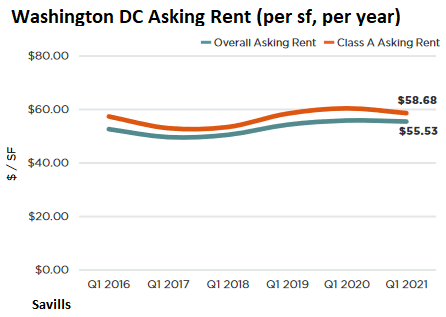 Washington DC Asking Rent (per sf, per year)
Overall Asking Rent Class A Asking Rent
$80.00
$60.00
$40.00
$20.00
$0.00
$ / SF
$58.68
$55.53
Q1 2016 Q1 2017 Q1 2018 Q1 2019 Q1 2020 Q1 2021
Savills